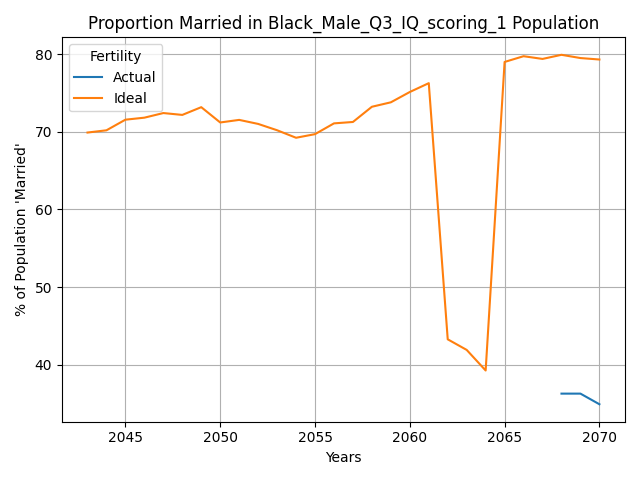 Proportion Married in Black_Male_Q3_IQ_scoring_1 Population
% of Population 'Married'
80
70
60
50
40
Fertility
Actual
Ideal
2045 2050 2055 2060 2065 2070
Years